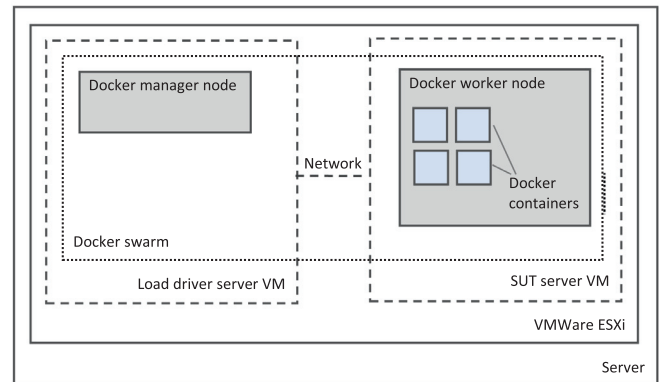 Docker manager node
Docker worker node
Network
Docker
containers
Docker swarm
Load driver server VM
SUT server VM
VMWare ESXi
Server